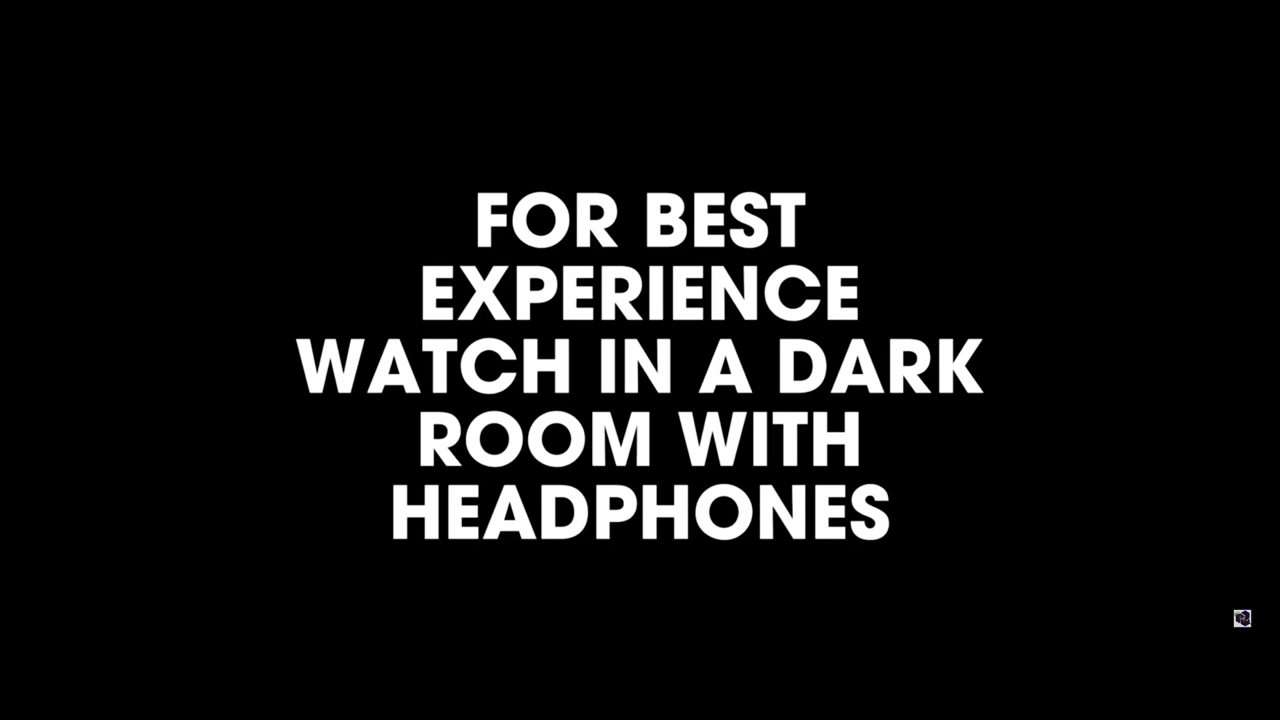 FOR BEST
EXPERIENCE
WATCH IN A DARK
ROOM WITH
HEADPHONES